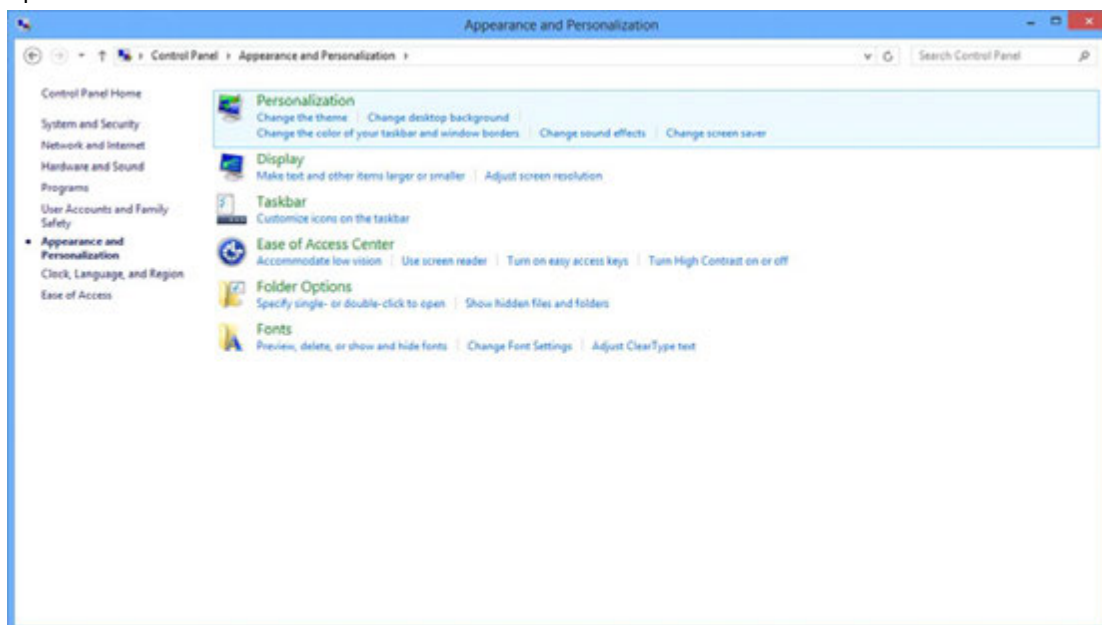 Appearance and Personalization
Control Panel Appearance and Personalization
Search Control Panel
Control Panel Home
System and Security
Network and Internet
Hardware and Sound
Programs
User Accounts and Family
Safety
Appearance and
Personalization
Clock, Language, and Region
Ease of Access
Personalization
Change the theme Change desktop background
Change the color of your taskbar and window borders Change sound effects Change screen saver
Display
Make text and other items larger or smaller Adjust screen resolution
Taskbar
Customize icons on the taskbar
Ease of Access Center
Accommodate low vision Use screen reader Turn on easy access keys Turn High Contrast on or off
Folder Options
Specify single- or double-click to open Show hidden files and folders
Fonts
Preview, delete, or show and hide fonts Change Font Settings Adjust ClearType text